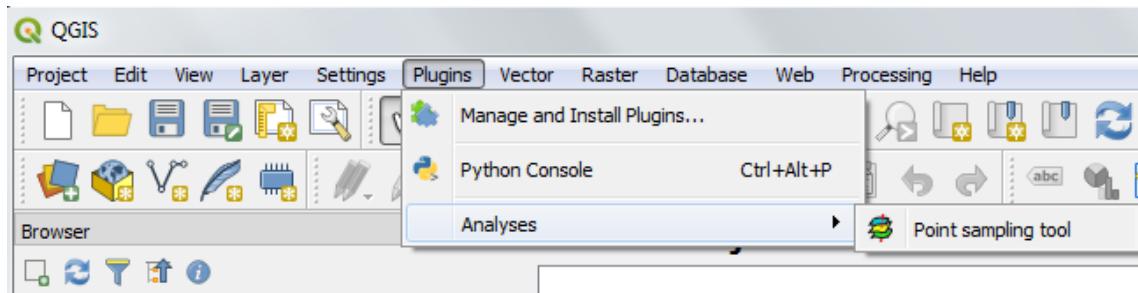 QGIS
Project Edit View Layer Settings Plugins Vector Raster Database Web Processing Help
Manage and Install Plugins...
Python Console Ctrl+Alt+P
abc
Analyses
Point sampling tool
Browser